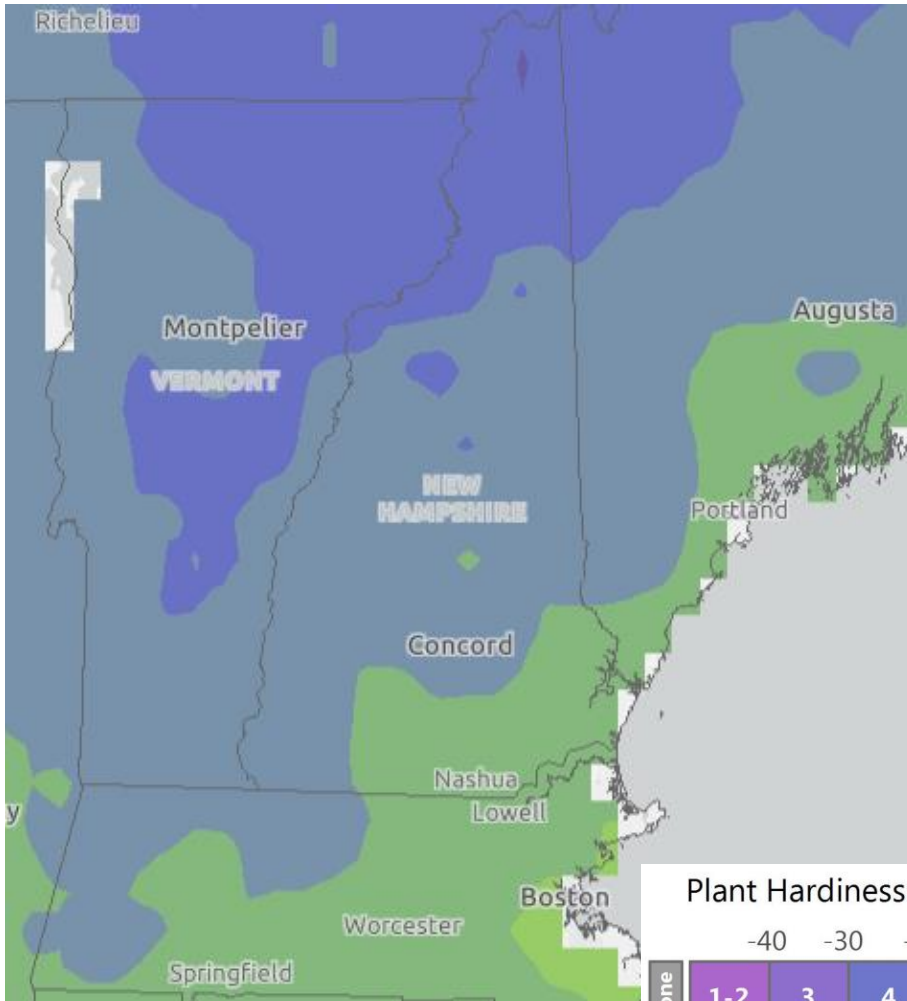 Richelieu
Montpelier
VERMONT
Augusta
NEW
HAMPSHIRE
Portland
Concord
Nashua
Lowell
y
Boston
Worcester
Springfield
Plant Hardiness
-40 -30 -
one
1-2 3 4